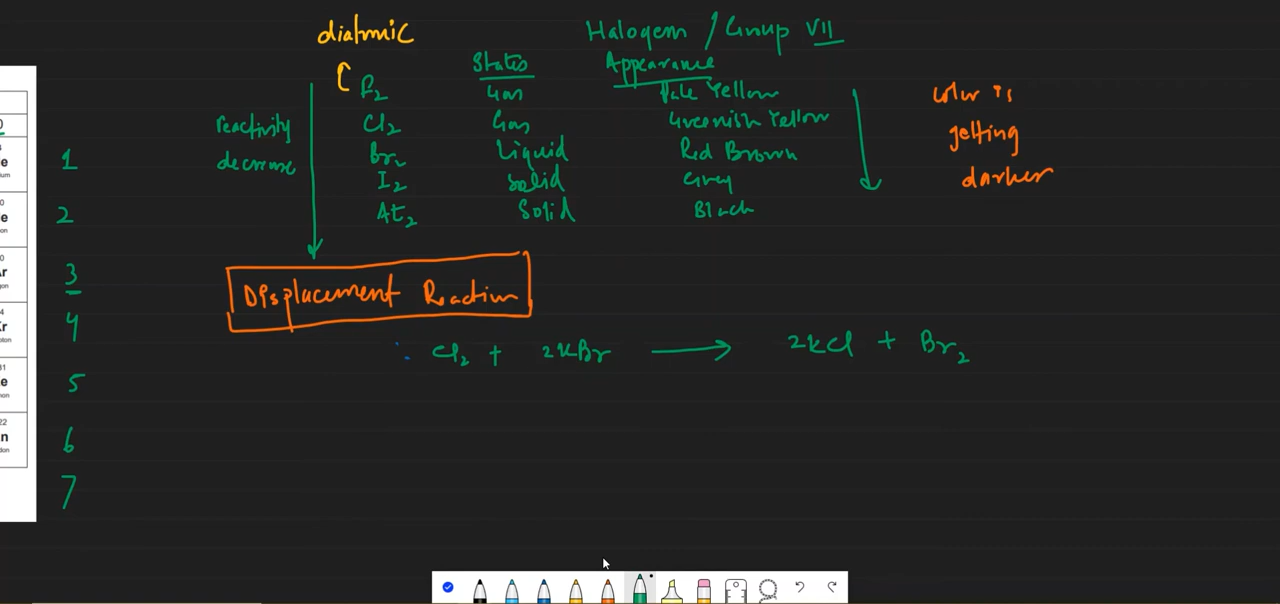 diatmic
Halogens / Group VII
States
Appearance
F2 Gas Pale Yellow
Cl2 Gas Greenish Yellow
Br2 Liquid Red Brown
I2 Solid Grey
At2 Solid Black
reactivity
decrease
color is
getting
darker
Displacement Reaction
Cl2 + 2KBr → 2KCl + Br2
1
2
3
4
5
6
7